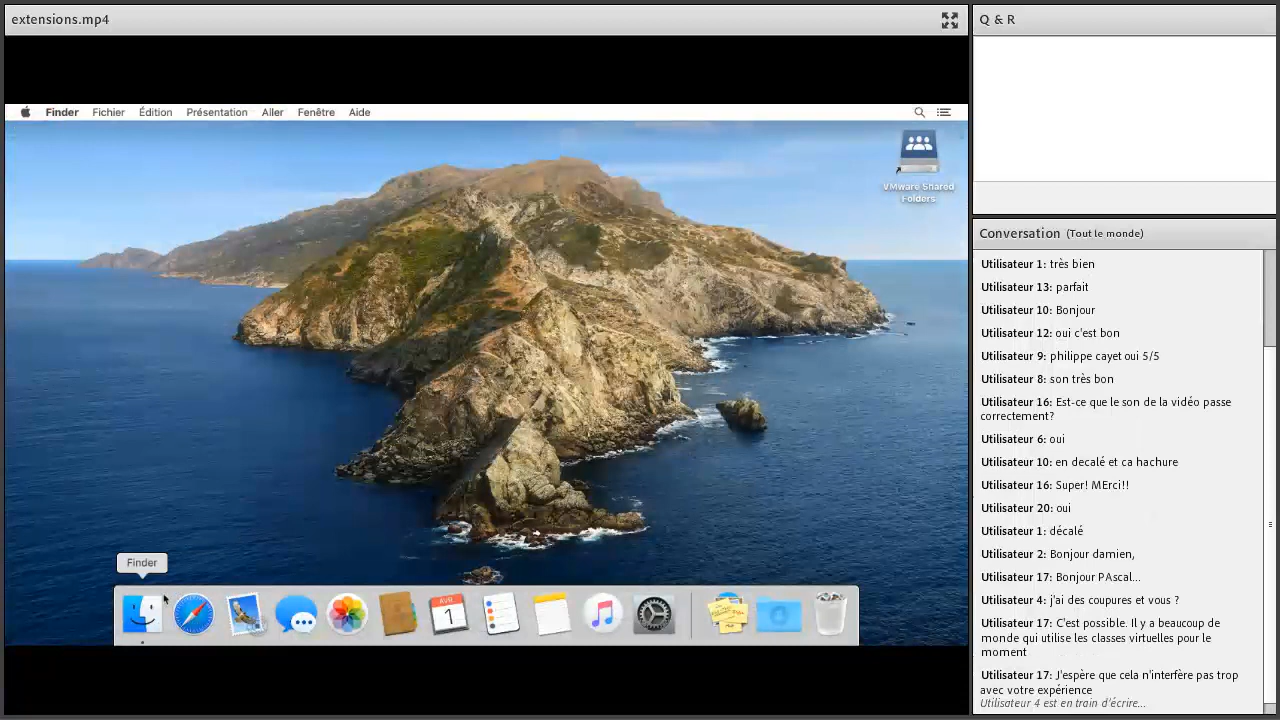 extensions.mp4
Finder Fichier Édition Présentation Aller Fenêtre Aide
VMware Shared
Folders
Finder
AVR.
1
Q & R
Conversation (Tout le monde)
Utilisateur 1: très bien
Utilisateur 13: parfait
Utilisateur 10: Bonjour
Utilisateur 12: oui c'est bon
Utilisateur 9: philippe cayet oui 5/5
Utilisateur 8: son très bon
Utilisateur 16: Est-ce que le son de la vidéo passe
correctement?
Utilisateur 6: oui
Utilisateur 10: en decalé et ca hachure
Utilisateur 16: Super! MErci!!
Utilisateur 20: oui
Utilisateur 1: décalé
Utilisateur 2: Bonjour damien,
Utilisateur 17: Bonjour PAscal...
Utilisateur 4: j'ai des coupures et vous ?
Utilisateur 17: C'est possible. Il y a beaucoup de
monde qui utilise les classes virtuelles pour le
moment
Utilisateur 17: J'espère que cela n'interfère pas trop
avec votre expérience
Utilisateur 4 est en train d'écrire...